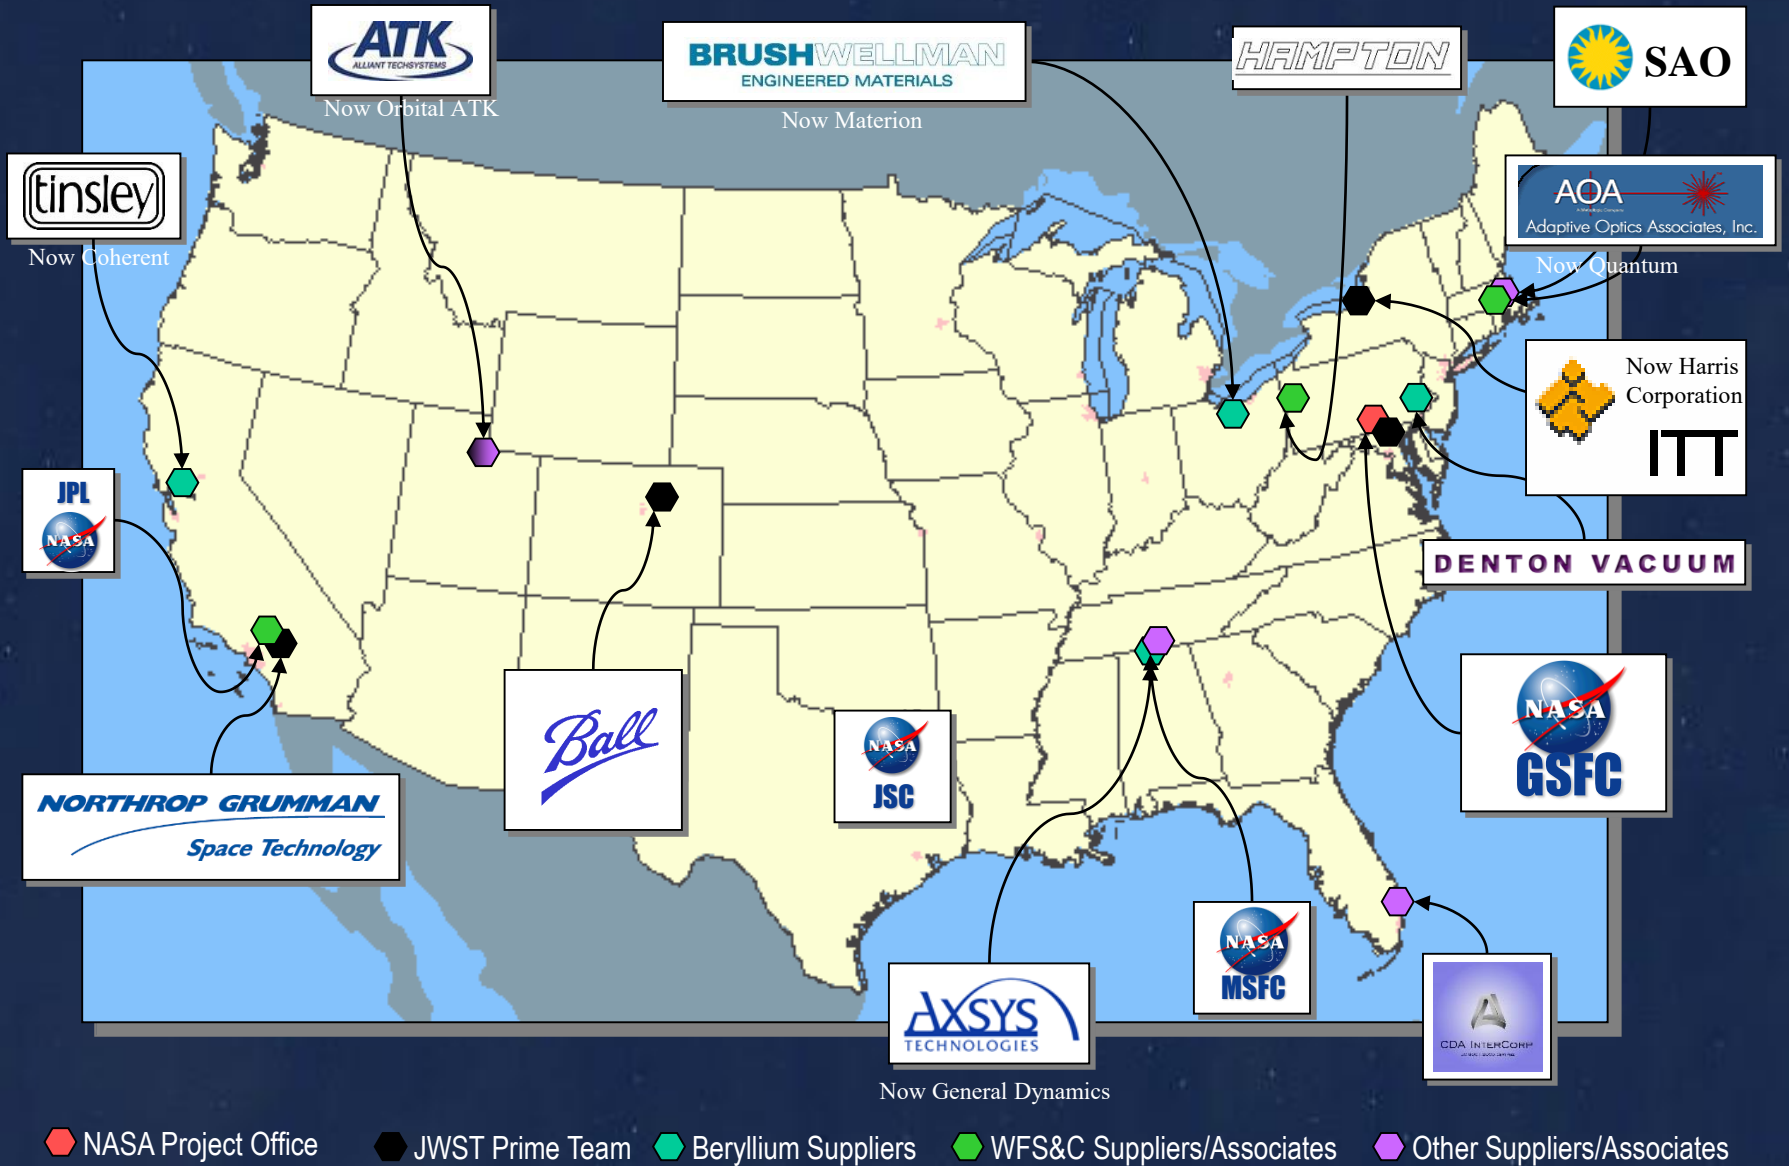 ATK
ALLIANT TECHSYSTEMS
Now Orbital ATK
BRUSHWELLMAN
ENGINEERED MATERIALS
Now Materion
HAMPTON
SAO
tinsley
Now Coherent
AOA
Adaptive Optics Associates, Inc.
Now Quantum
Now Harris
Corporation
ITT
JPL
NASA
DENTON VACUUM
Ball
NASA
JSC
NASA
GSFC
NORTHROP GRUMMAN
Space Technology
NASA
MSFC
AXSYS
TECHNOLOGIES
Now General Dynamics
CDA INTERCORP
NASA Project Office
JWST Prime Team
Beryllium Suppliers
WFS&C Suppliers/Associates
Other Suppliers/Associates